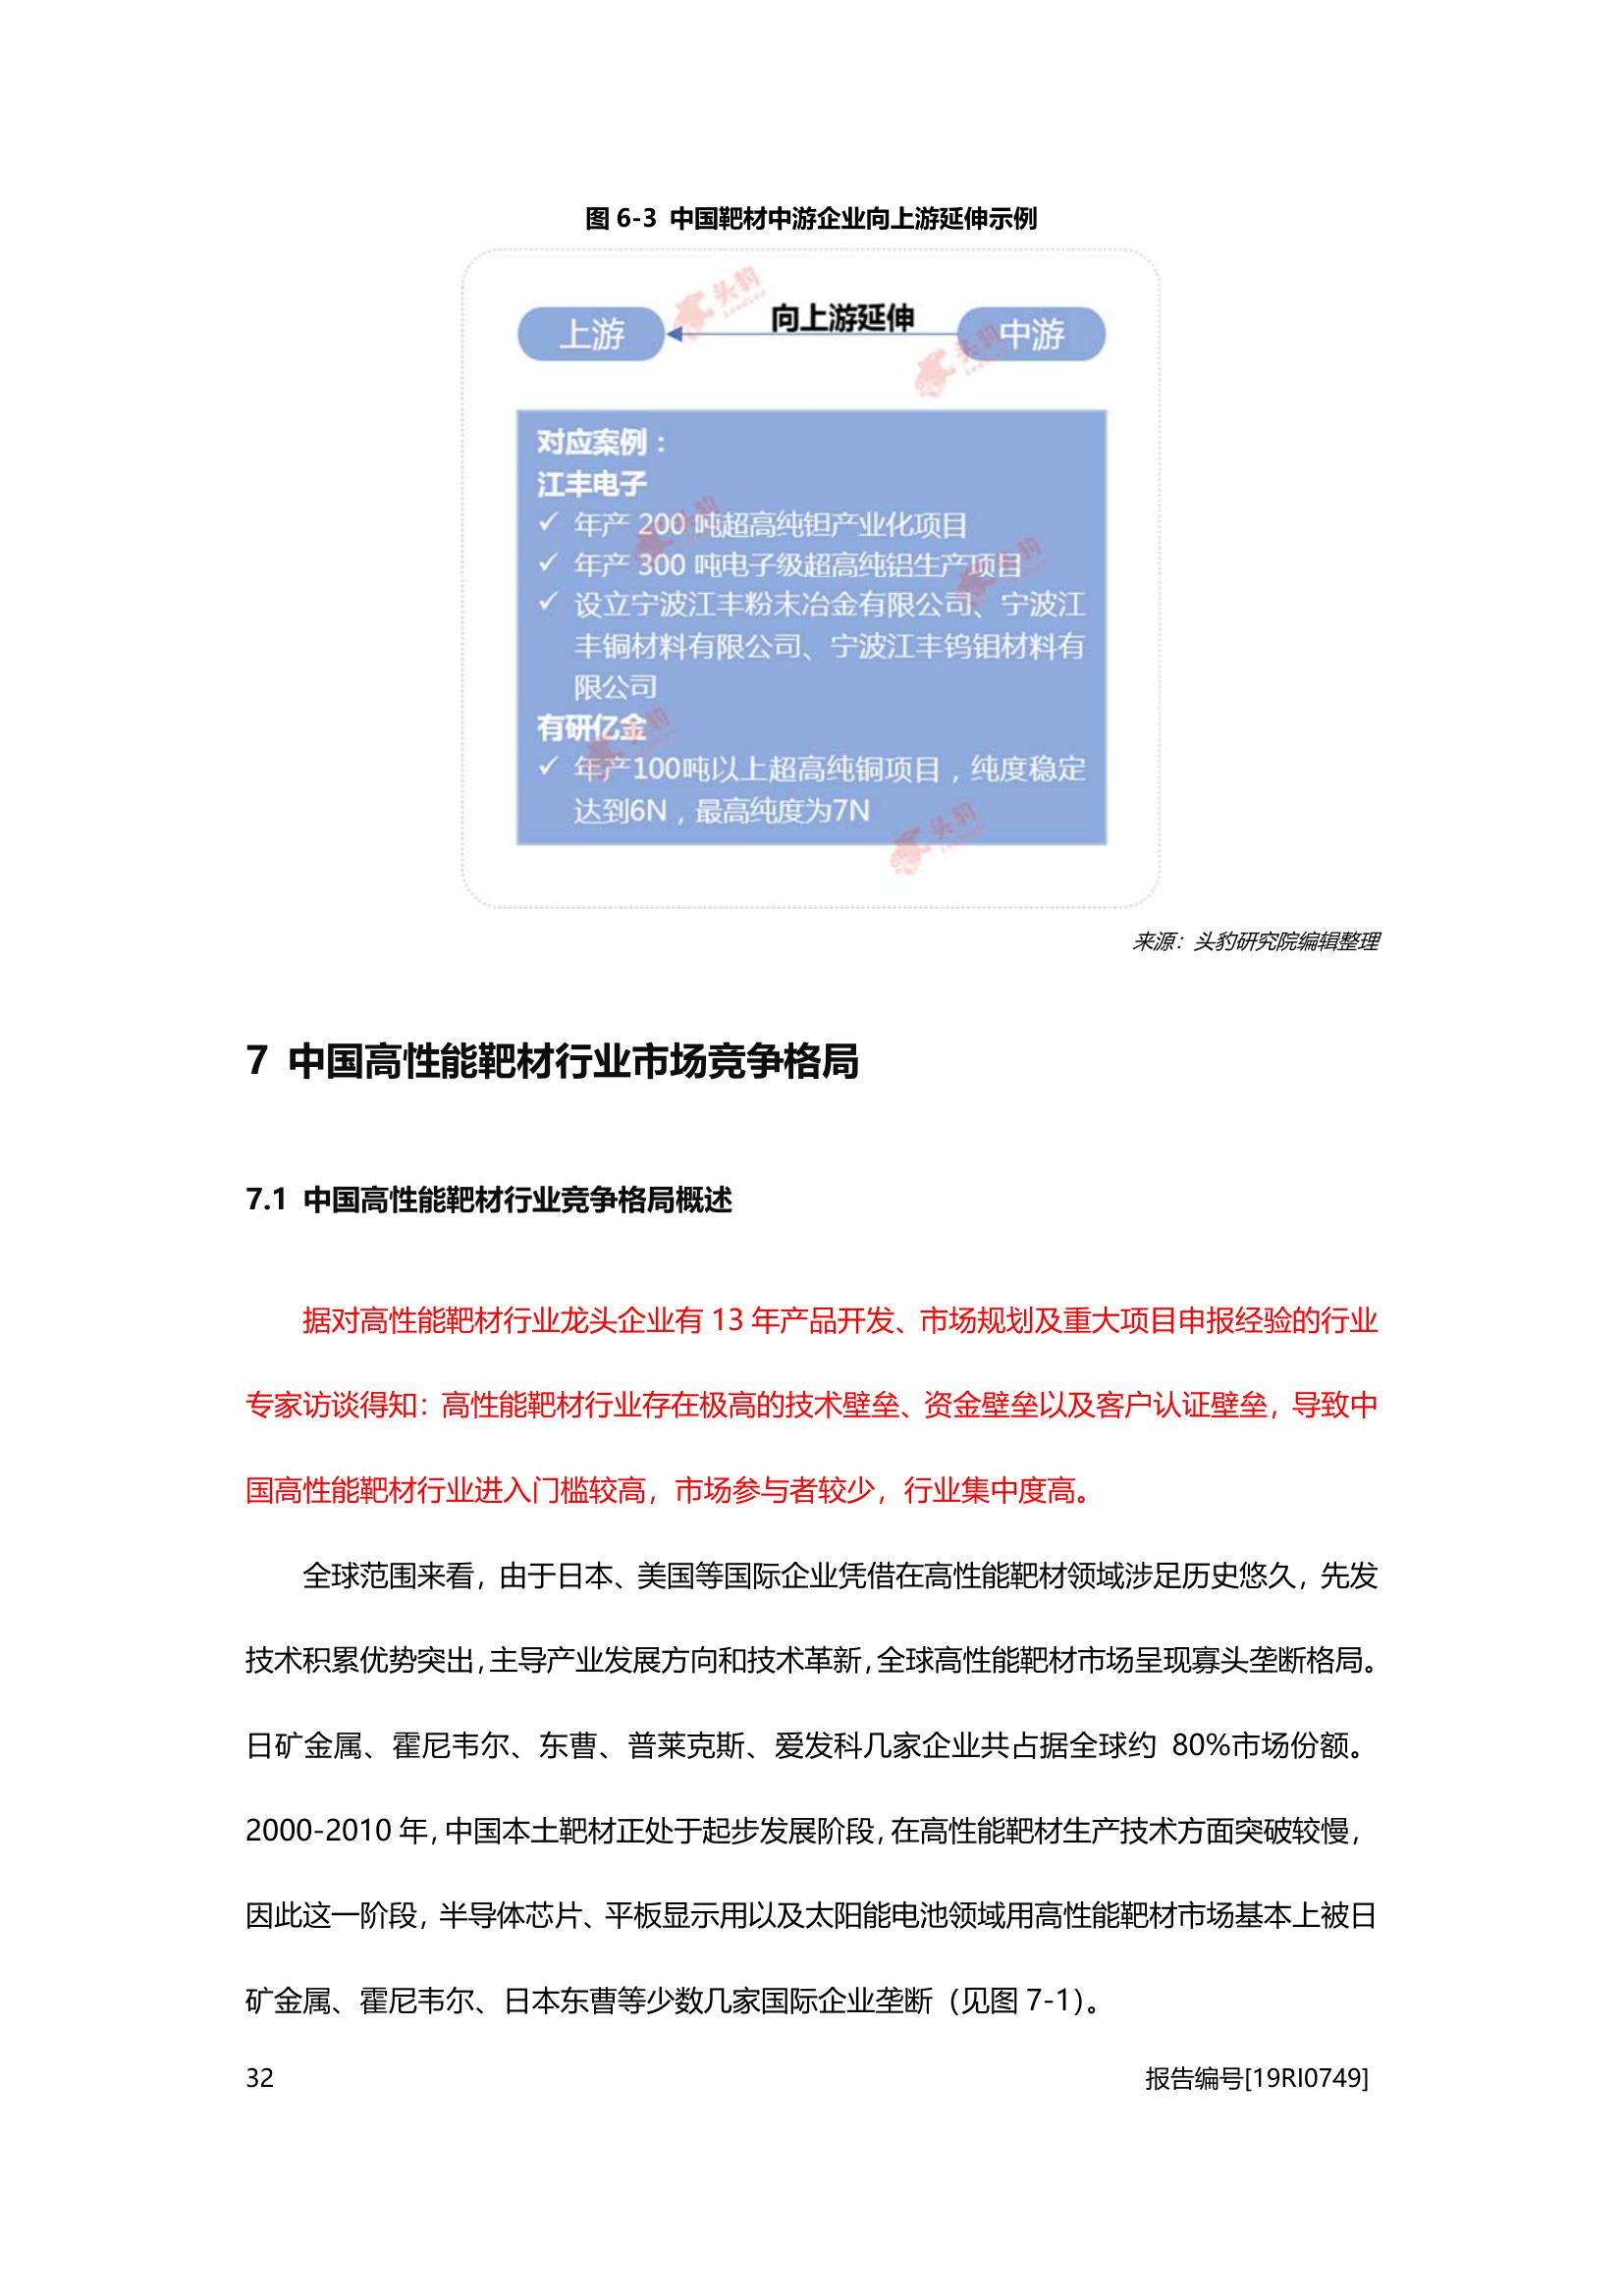 图 6-3 中国靶材中游企业向上游延伸示例
头豹
上游
向上游延伸
中游
头豹
对应案例：
江丰电子
✓ 年产 200 吨超高纯钽产业化项目
✓ 年产 300 吨电子级超高纯铝生产项目
✓ 设立宁波江丰粉末冶金有限公司、宁波江
丰铜材料有限公司、宁波江丰钨钼材料有
限公司
有研亿金
✓ 年产100吨以上超高纯铜项目，纯度稳定
达到6N，最高纯度为7N
头豹
来源：头豹研究院编辑整理
7 中国高性能靶材行业市场竞争格局
7.1 中国高性能靶材行业竞争格局概述
据对高性能靶材行业龙头企业有 13 年产品开发、市场规划及重大项目申报经验的行业
专家访谈得知：高性能靶材行业存在极高的技术壁垒、资金壁垒以及客户认证壁垒，导致中
国高性能靶材行业进入门槛较高，市场参与者较少，行业集中度高。
全球范围来看，由于日本、美国等国际企业凭借在高性能靶材领域涉足历史悠久，先发
技术积累优势突出，主导产业发展方向和技术革新，全球高性能靶材市场呈现寡头垄断格局。
日矿金属、霍尼韦尔、东曹、普莱克斯、爱发科几家企业共占据全球约 80%市场份额。
2000-2010 年，中国本土靶材正处于起步发展阶段，在高性能靶材生产技术方面突破较慢，
因此这一阶段，半导体芯片、平板显示用以及太阳能电池领域用高性能靶材市场基本上被日
矿金属、霍尼韦尔、日本东曹等少数几家国际企业垄断（见图 7-1）。
32
报告编号[19RI0749]